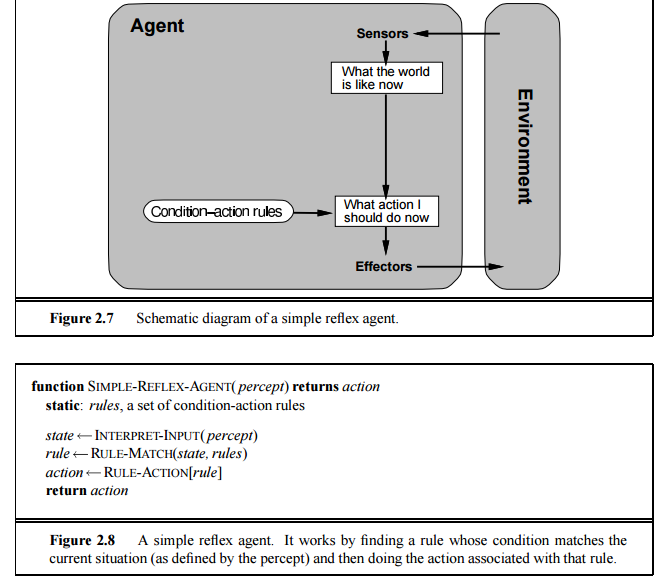 Agent
Sensors
What the world
is like now
Environment
Condition–action rules
What action I
should do now
Effectors
Figure 2.7 Schematic diagram of a simple reflex agent.
function SIMPLE-REFLEX-AGENT(percept) returns action
static: rules, a set of condition-action rules
state ← INTERPRET-INPUT(percept)
rule ← RULE-MATCH(state, rules)
action ← RULE-ACTION[rule]
return action
Figure 2.8 A simple reflex agent. It works by finding a rule whose condition matches the
current situation (as defined by the percept) and then doing the action associated with that rule.